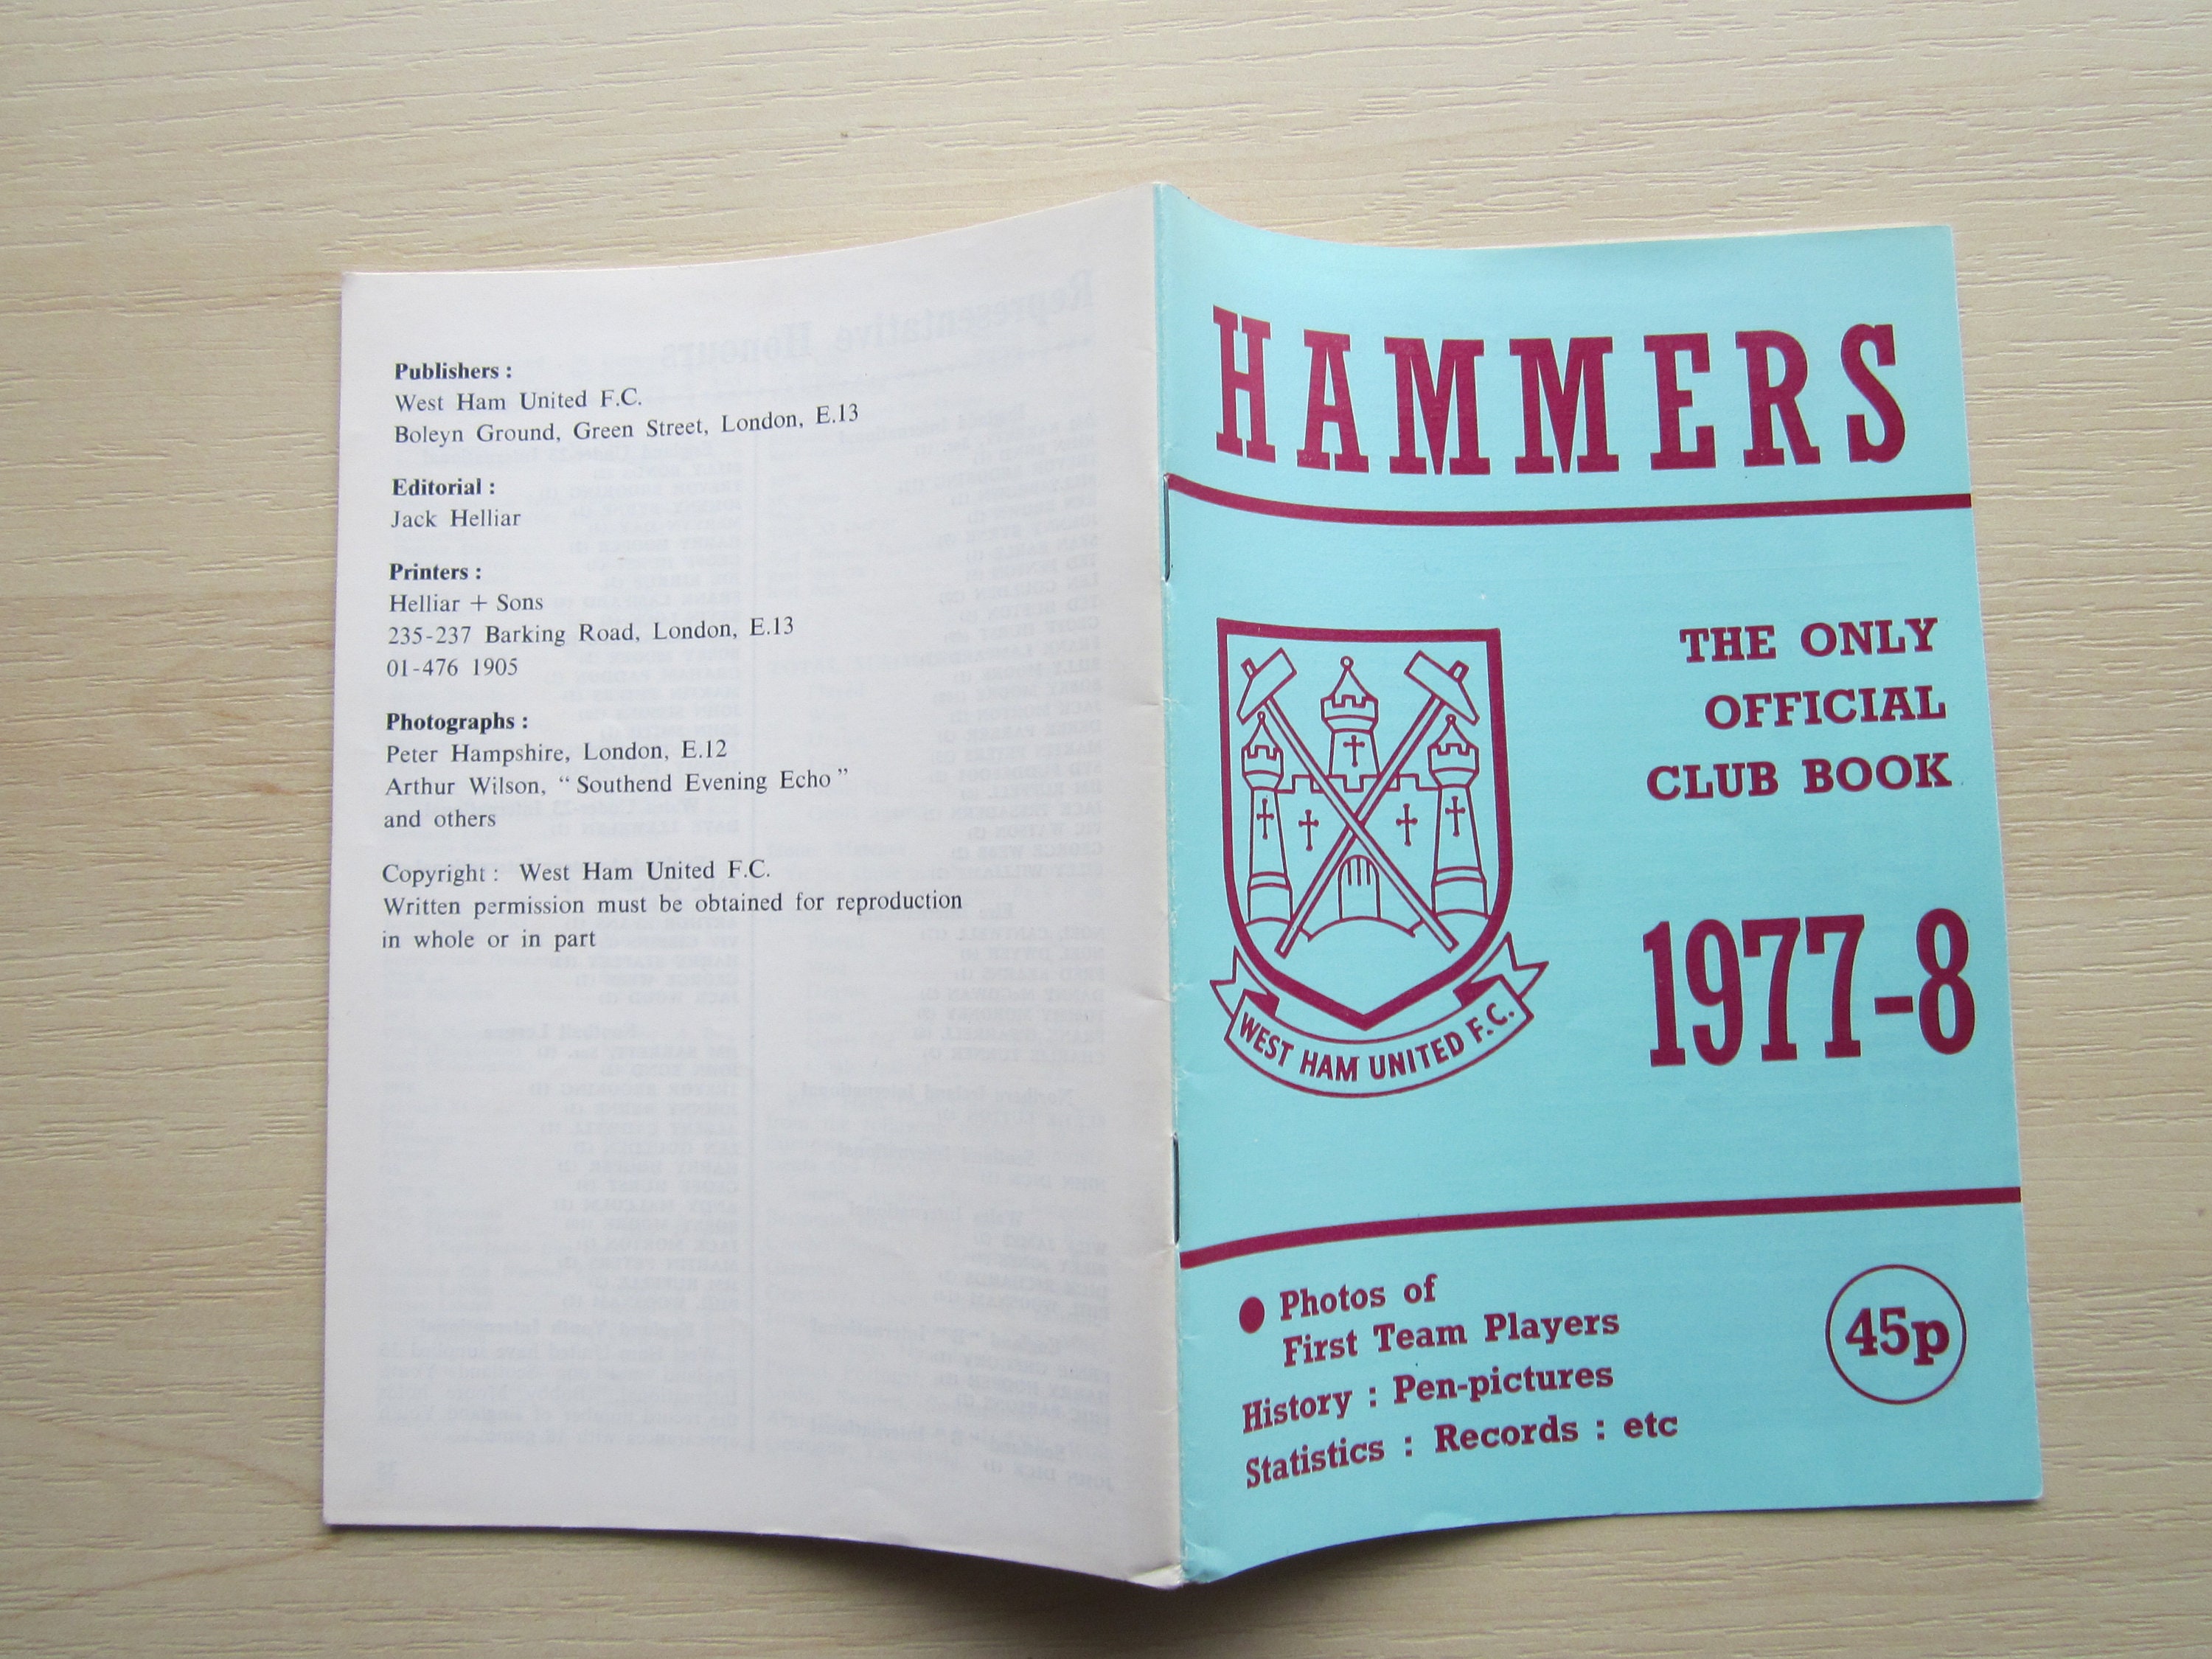 Publishers :
West Ham United F.C.
Boleyn Ground, Green Street, London, E.13
Editorial :
Jack Helliar
Printers :
Helliar + Sons
235-237 Barking Road, London, E.13
01-476 1905
Photographs :
Peter Hampshire, London, E.12
Arthur Wilson, “ Southend Evening Echo ”
and others
Copyright : West Ham United F.C.
Written permission must be obtained for reproduction
in whole or in part
HAMMERS
THE ONLY
OFFICIAL
CLUB BOOK
1977-8
WEST HAM UNITED F.C.
● Photos of
First Team Players
History : Pen-pictures
Statistics : Records : etc
45p